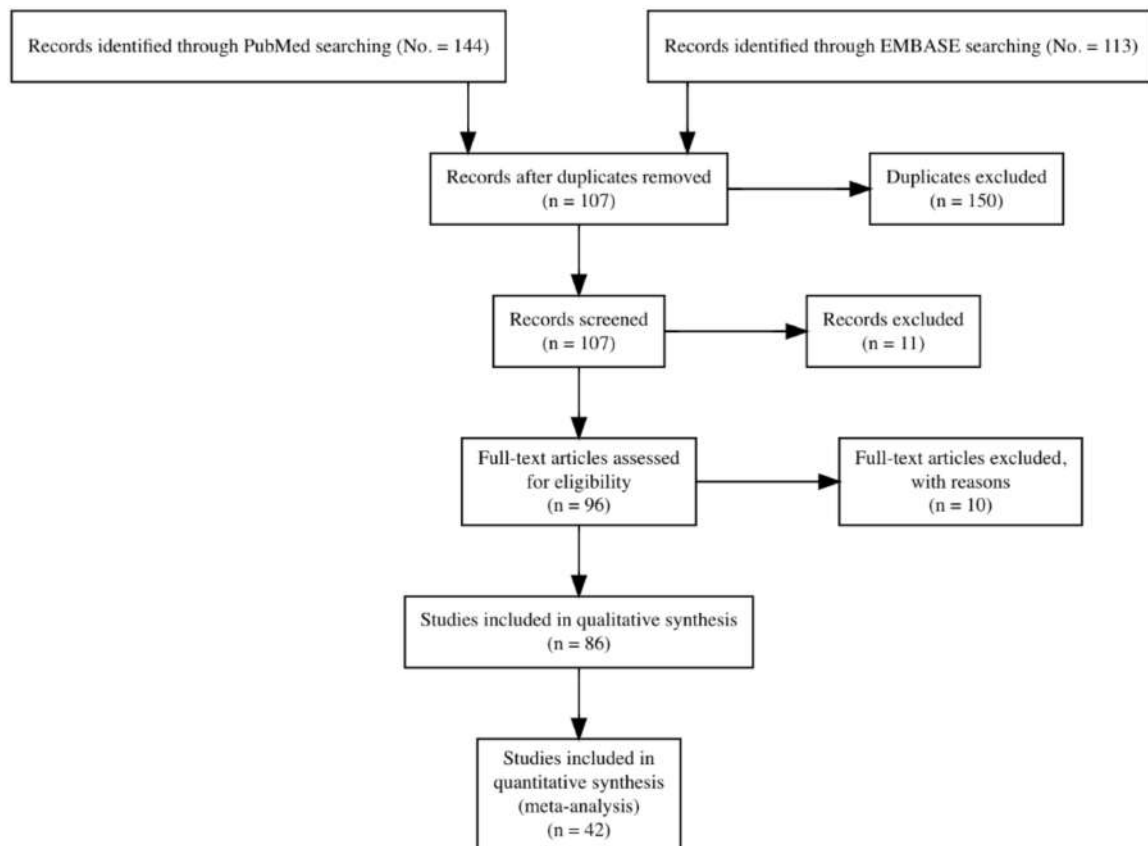 Records identified through PubMed searching (No. = 144)
Records identified through EMBASE searching (No. = 113)
Records after duplicates removed
(n = 107)
Duplicates excluded
(n = 150)
Records screened
(n = 107)
Records excluded
(n = 11)
Full-text articles assessed
for eligibility
(n = 96)
Full-text articles excluded,
with reasons
(n = 10)
Studies included in qualitative synthesis
(n = 86)
Studies included in
quantitative synthesis
(meta-analysis)
(n = 42)